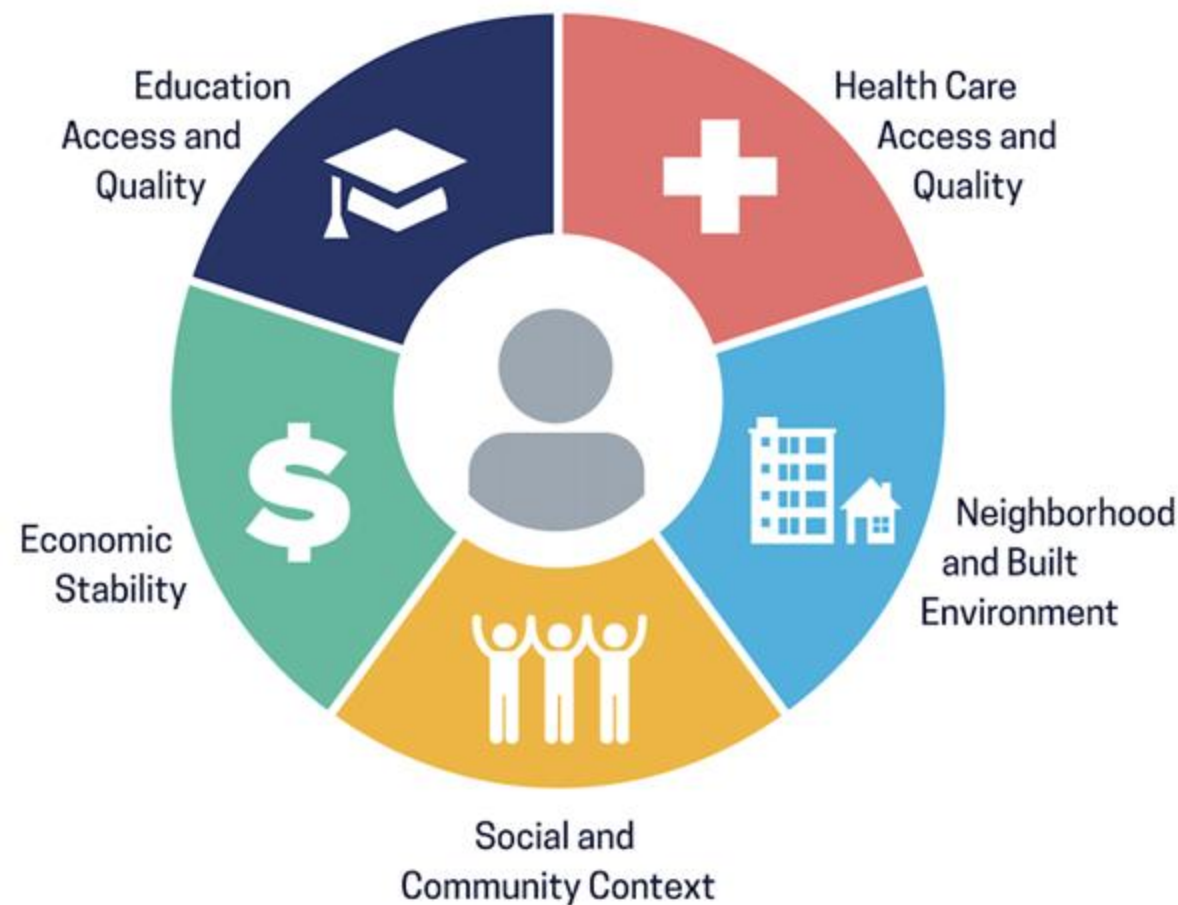 Education
Access and
Quality
Health Care
Access and
Quality
Economic
Stability
Neighborhood
and Built
Environment
Social and
Community Context